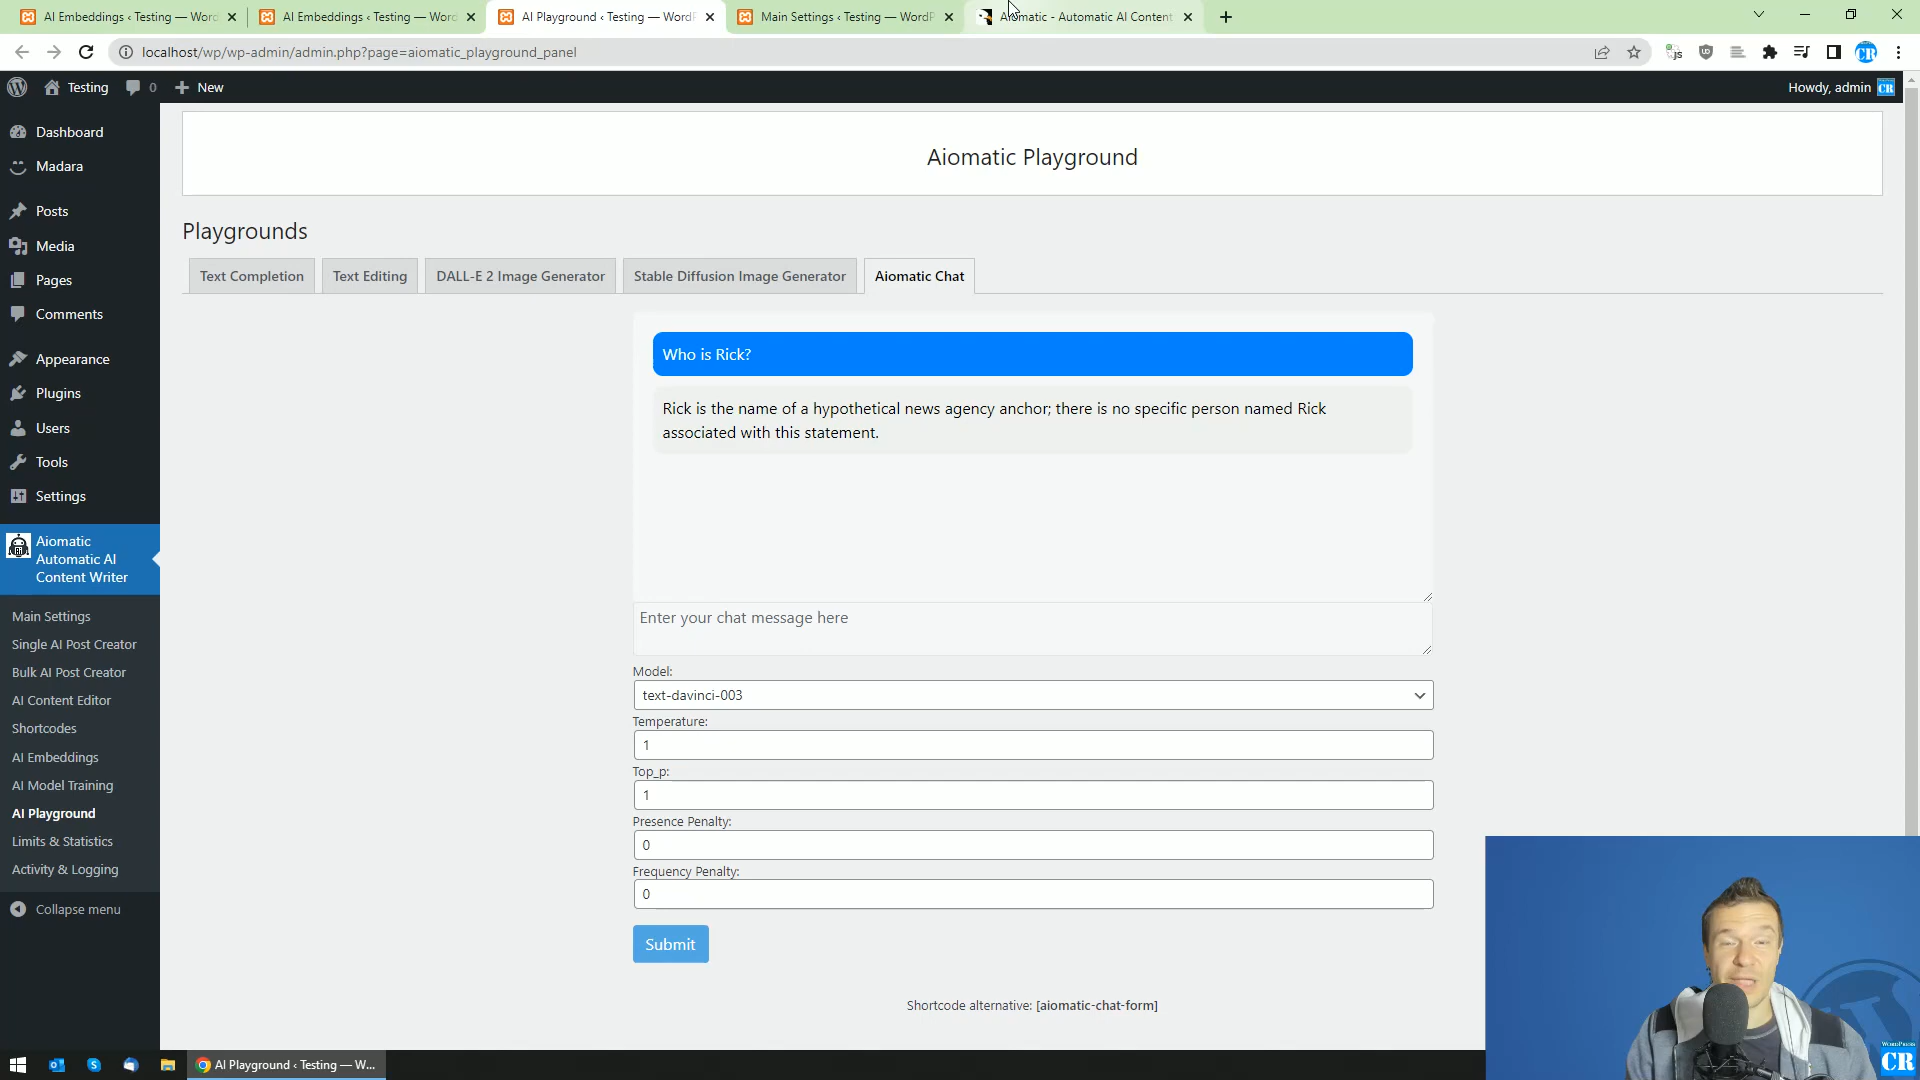 AI Embeddings ‹ Testing — Word
AI Embeddings ‹ Testing — Word
AI Playground ‹ Testing — WordP
Main Settings ‹ Testing — WordP
Aiomatic - Automatic AI Content
localhost/wp/wp-admin/admin.php?page=aiomatic_playground_panel
CR
Testing
0
New
Howdy, admin
CR
Dashboard
Madara
Posts
Media
Pages
Comments
Appearance
Plugins
Users
Tools
Settings
Aiomatic
Automatic AI
Content Writer
Main Settings
Single AI Post Creator
Bulk AI Post Creator
AI Content Editor
Shortcodes
AI Embeddings
AI Model Training
AI Playground
Limits & Statistics
Activity & Logging
Collapse menu
Aiomatic Playground
Playgrounds
Text Completion
Text Editing
DALL-E 2 Image Generator
Stable Diffusion Image Generator
Aiomatic Chat
Who is Rick?
Rick is the name of a hypothetical news agency anchor; there is no specific person named Rick
associated with this statement.
Enter your chat message here
Model:
text-davinci-003
Temperature:
1
Top_p:
1
Presence Penalty:
0
Frequency Penalty:
0
Submit
Shortcode alternative: [aiomatic-chat-form]
AI Playground ‹ Testing — W...
WORDPRESS
CR